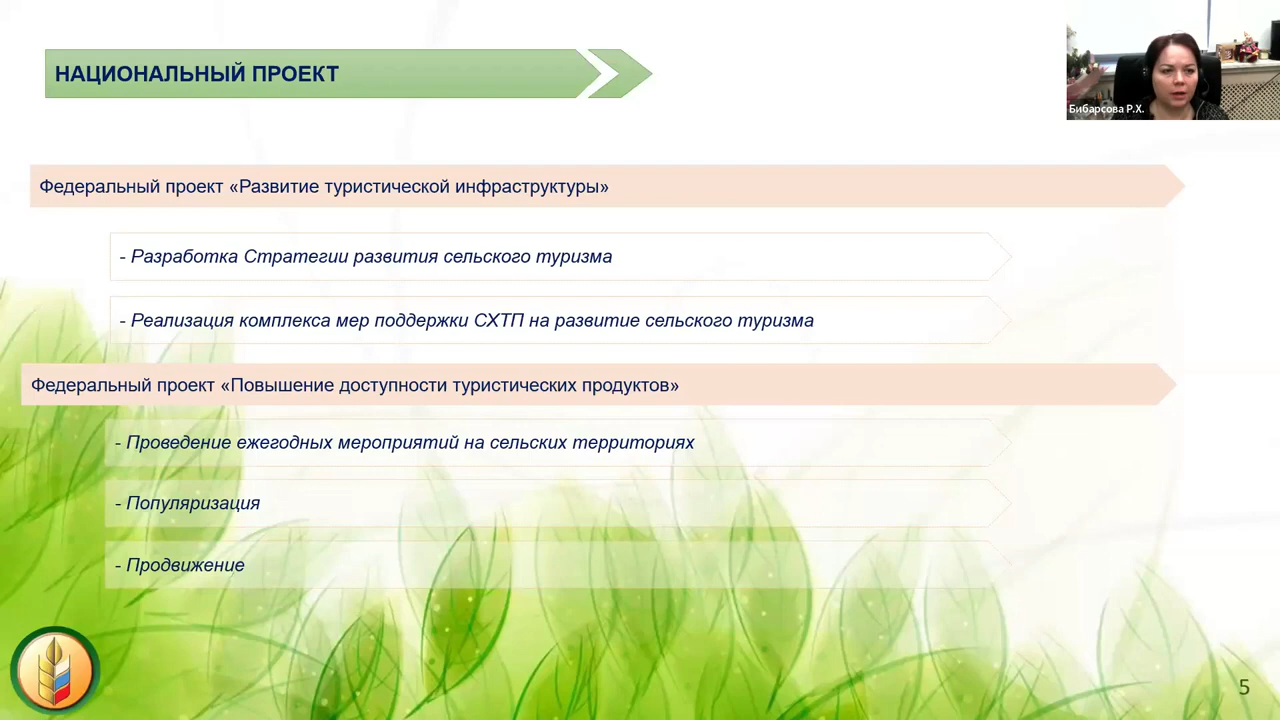 НАЦИОНАЛЬНЫЙ ПРОЕКТ
Бибарсова Р.Х.
Федеральный проект «Развитие туристической инфраструктуры»
- Разработка Стратегии развития сельского туризма
- Реализация комплекса мер поддержки СХТП на развитие сельского туризма
Федеральный проект «Повышение доступности туристических продуктов»
- Проведение ежегодных мероприятий на сельских территориях
- Популяризация
- Продвижение
5